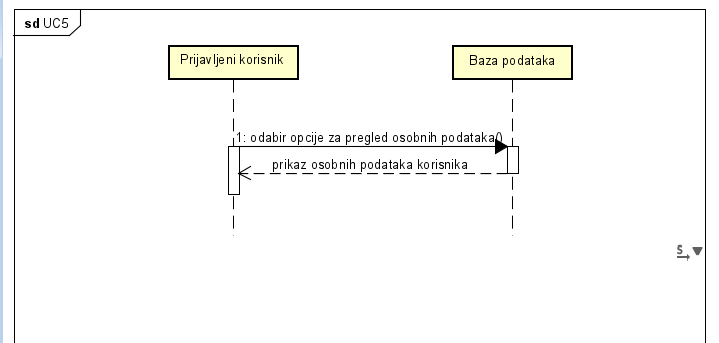 sd UC5
Prijavljeni korisnik
Baza podataka
1: odabir opcije za pregled osobnih podataka()
prikaz osobnih podataka korisnika
S